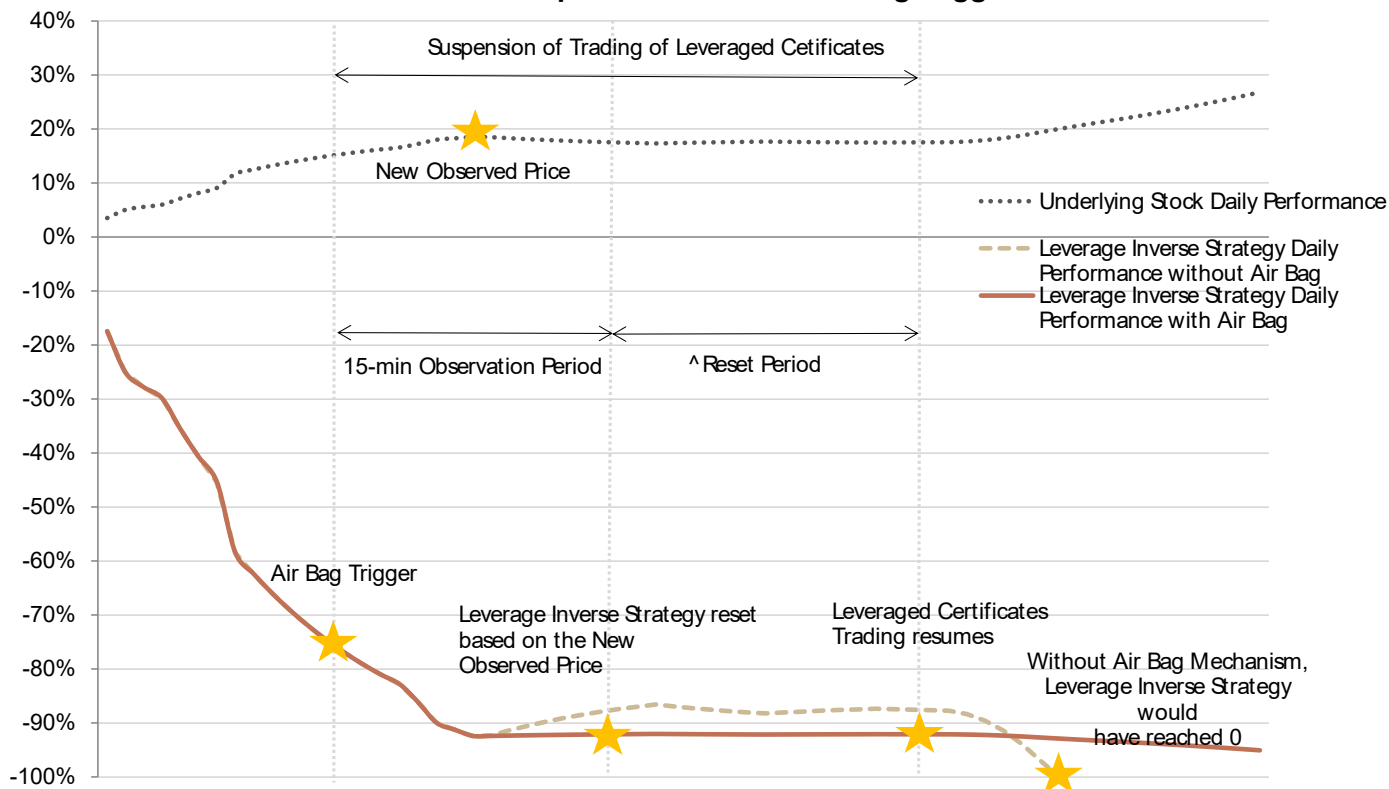 40%
Suspension of Trading of Leveraged Cetificates
30%
20%
New Observed Price
10%
Underlying Stock Daily Performance
0%
Leverage Inverse Strategy Daily
Performance without Air Bag
-10%
Leverage Inverse Strategy Daily
Performance with Air Bag
-20%
15-min Observation Period
^Reset Period
-30%
-40%
-50%
-60%
Air Bag Trigger
Leverage Inverse Strategy reset
based on the New
Observed Price
Leveraged Certificates
Trading resumes
-70%
-80%
Without Air Bag Mechanism,
Leverage Inverse Strategy
would
have reached 0
-90%
-100%